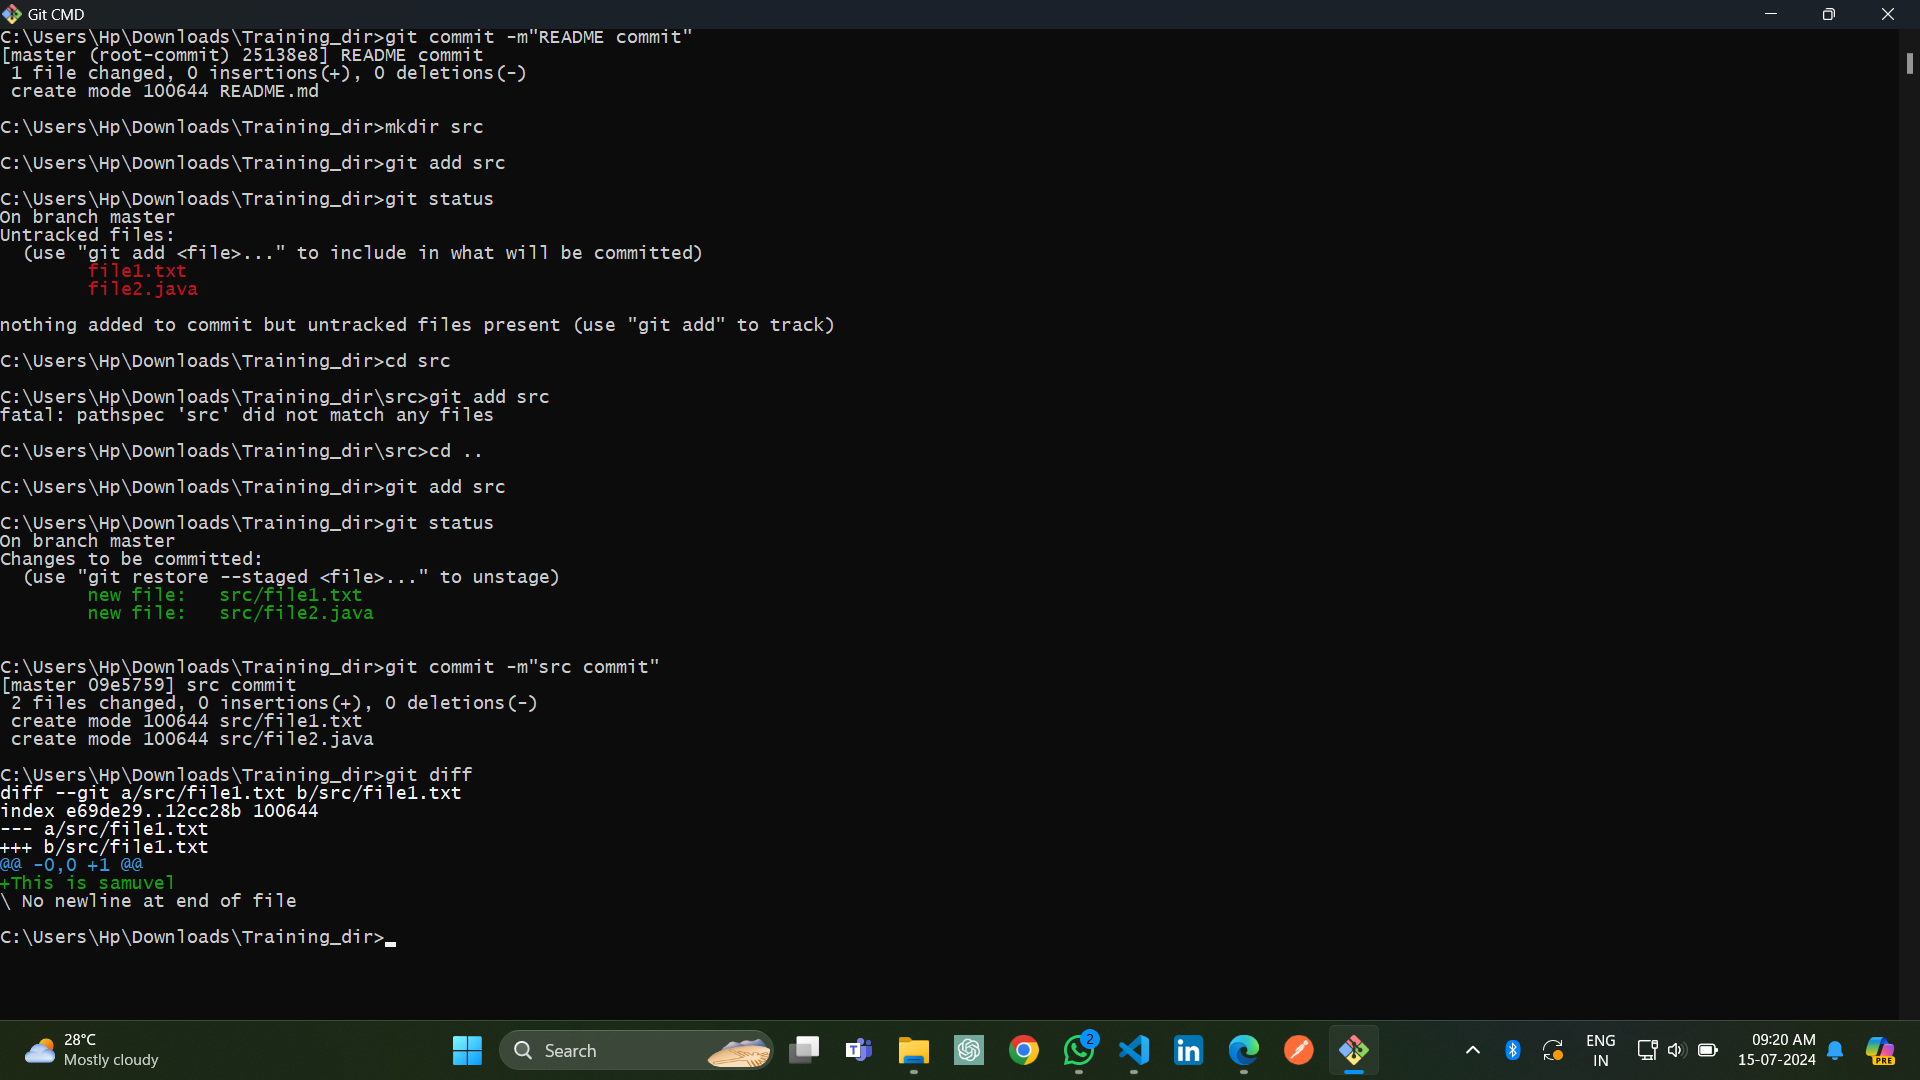 Git CMD
C:\Users\Hp\Downloads\Training_dir>git commit -m"README commit"
[master (root-commit) 25138e8] README commit
 1 file changed, 0 insertions(+), 0 deletions(-)
 create mode 100644 README.md
C:\Users\Hp\Downloads\Training_dir>mkdir src
C:\Users\Hp\Downloads\Training_dir>git add src
C:\Users\Hp\Downloads\Training_dir>git status
On branch master
Untracked files:
  (use "git add <file>..." to include in what will be committed)
        file1.txt
        file2.java
nothing added to commit but untracked files present (use "git add" to track)
C:\Users\Hp\Downloads\Training_dir>cd src
C:\Users\Hp\Downloads\Training_dir\src>git add src
fatal: pathspec 'src' did not match any files
C:\Users\Hp\Downloads\Training_dir\src>cd ..
C:\Users\Hp\Downloads\Training_dir>git add src
C:\Users\Hp\Downloads\Training_dir>git status
On branch master
Changes to be committed:
  (use "git restore --staged <file>..." to unstage)
        new file:   src/file1.txt
        new file:   src/file2.java
C:\Users\Hp\Downloads\Training_dir>git commit -m"src commit"
[master 09e5759] src commit
 2 files changed, 0 insertions(+), 0 deletions(-)
 create mode 100644 src/file1.txt
 create mode 100644 src/file2.java
C:\Users\Hp\Downloads\Training_dir>git diff
diff --git a/src/file1.txt b/src/file1.txt
index e69de29..12cc28b 100644
--- a/src/file1.txt
+++ b/src/file1.txt
@@ -0,0 +1 @@
+This is samuvel
\ No newline at end of file
C:\Users\Hp\Downloads\Training_dir>
28°C
Mostly cloudy
Search
2
ENG
IN
09:20 AM
15-07-2024
PRE